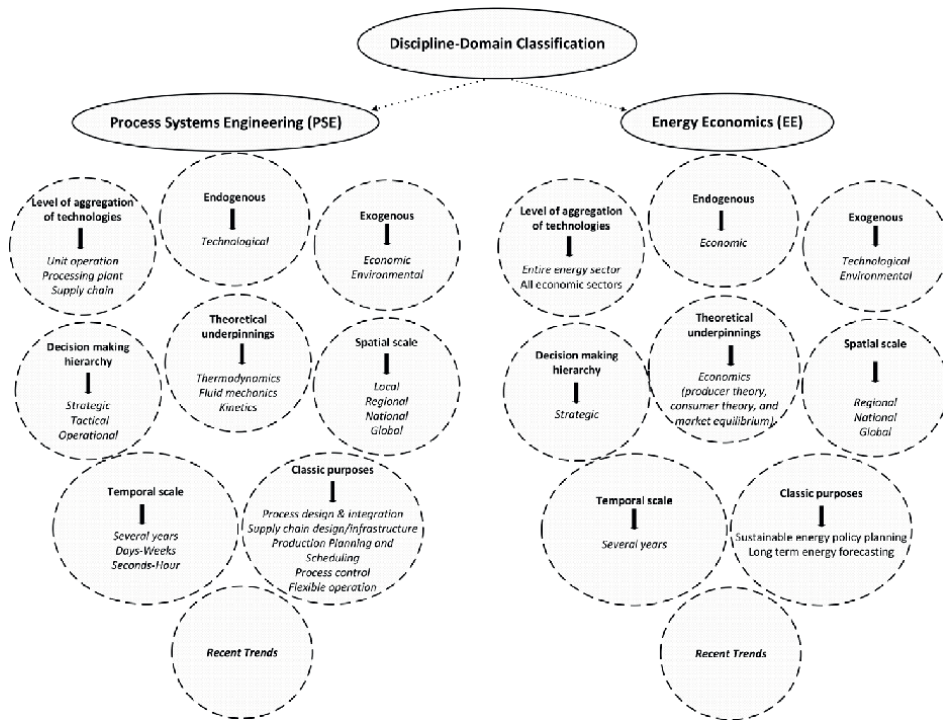 Discipline-Domain Classification
Process Systems Engineering (PSE)
Energy Economics (EE)
Level of aggregation
of technologies
Unit operation
Processing plant
Supply chain
Endogenous
Technological
Exogenous
Economic
Environmental
Decision making
hierarchy
Strategic
Tactical
Operational
Theoretical
underpinnings
Thermodynamics
Fluid mechanics
Kinetics
Spatial scale
Local
Regional
National
Global
Temporal scale
Several years
Days-Weeks
Seconds-Hour
Classic purposes
Process design & integration
Supply chain design/infrastructure
Production Planning and
Scheduling
Process control
Flexible operation
Recent Trends
Level of aggregation
of technologies
Entire energy sector
All economic sectors
Endogenous
Economic
Exogenous
Technological
Environmental
Decision making
hierarchy
Strategic
Theoretical
underpinnings
Economics
(producer theory,
consumer theory, and
market equilibrium)
Spatial scale
Regional
National
Global
Temporal scale
Several years
Classic purposes
Sustainable energy policy planning
Long term energy forecasting
Recent Trends